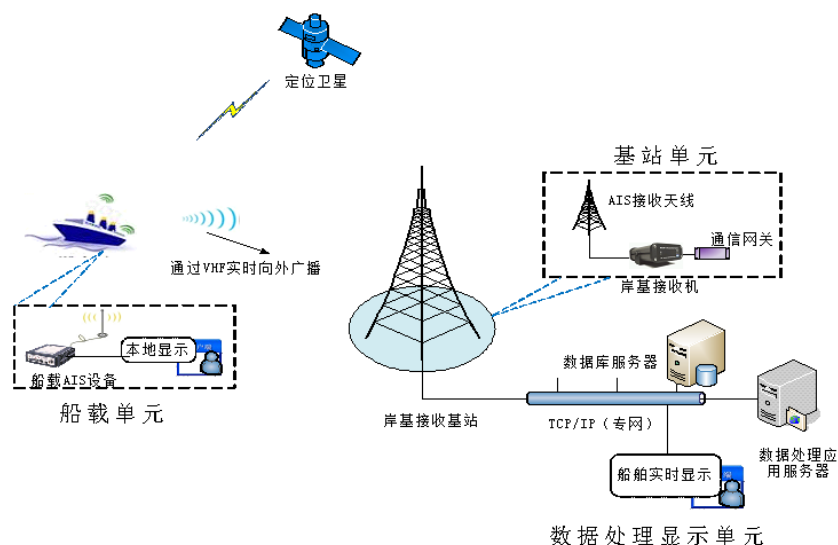 定位卫星
基站单元
AIS接收天线
通信网关
岸基接收机
通过VHF实时向外广播
本地显示
船载AIS设备
船载单元
数据库服务器
岸基接收基站
TCP/IP（专网）
数据处理应
用服务器
船舶实时显示
数据处理显示单元